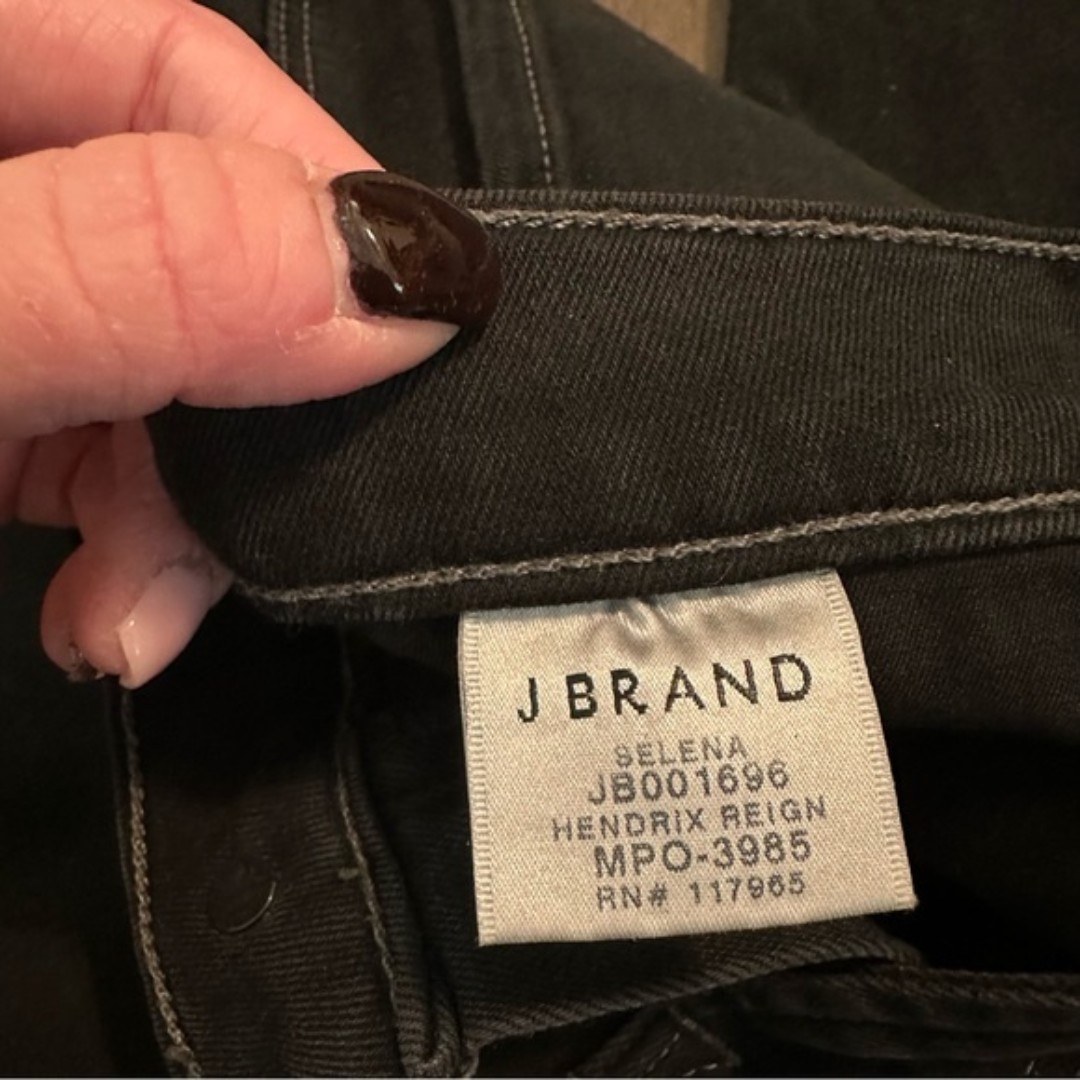 J BRAND
SELENA
JB001696
HENDRIX REIGN
MPO-3985
RN# 117965